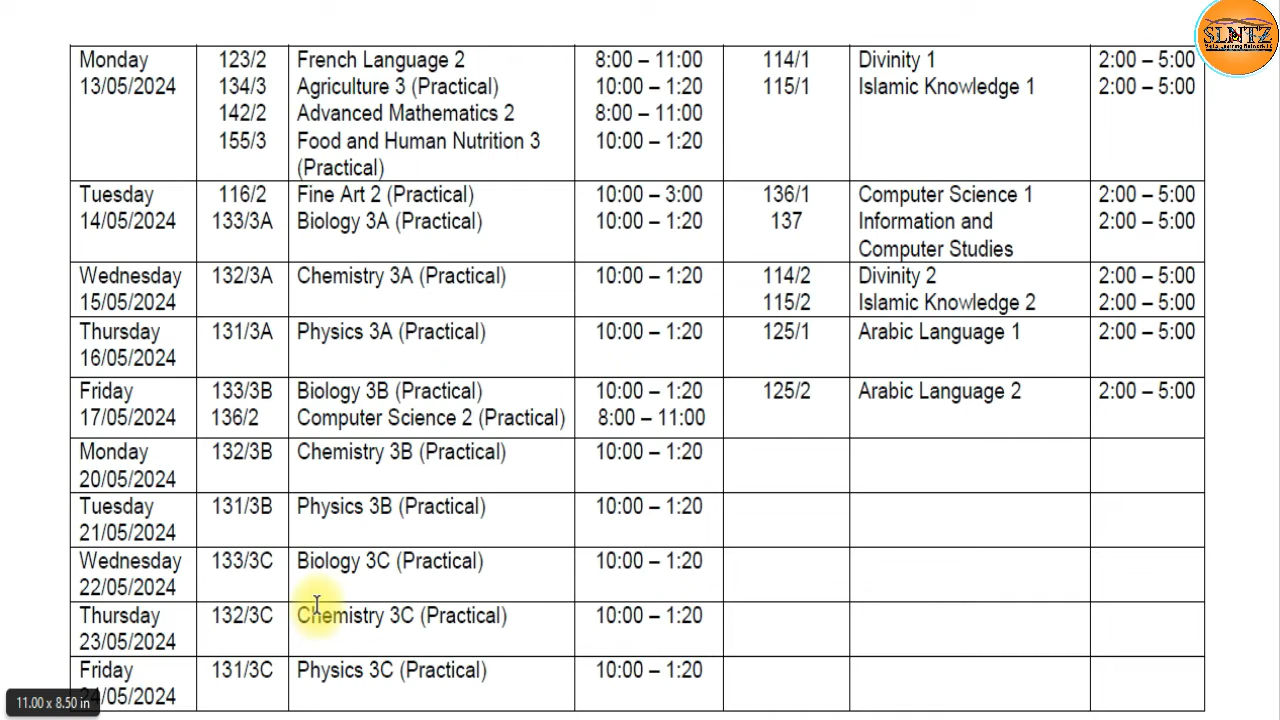 SLNTZ
Monday 123/2 French Language 2 8:00 – 11:00 114/1 Divinity 1 2:00 – 5:00
13/05/2024 134/3 Agriculture 3 (Practical) 10:00 – 1:20 115/1 Islamic Knowledge 1 2:00 – 5:00
142/2 Advanced Mathematics 2 8:00 – 11:00
155/3 Food and Human Nutrition 3 10:00 – 1:20
(Practical)
Tuesday 116/2 Fine Art 2 (Practical) 10:00 – 3:00 136/1 Computer Science 1 2:00 – 5:00
14/05/2024 133/3A Biology 3A (Practical) 10:00 – 1:20 137 Information and 2:00 – 5:00
Computer Studies
Wednesday 132/3A Chemistry 3A (Practical) 10:00 – 1:20 114/2 Divinity 2 2:00 – 5:00
15/05/2024 115/2 Islamic Knowledge 2 2:00 – 5:00
Thursday 131/3A Physics 3A (Practical) 10:00 – 1:20 125/1 Arabic Language 1 2:00 – 5:00
16/05/2024
Friday 133/3B Biology 3B (Practical) 10:00 – 1:20 125/2 Arabic Language 2 2:00 – 5:00
17/05/2024 136/2 Computer Science 2 (Practical) 8:00 – 11:00
Monday 132/3B Chemistry 3B (Practical) 10:00 – 1:20
20/05/2024
Tuesday 131/3B Physics 3B (Practical) 10:00 – 1:20
21/05/2024
Wednesday 133/3C Biology 3C (Practical) 10:00 – 1:20
22/05/2024
Thursday 132/3C Chemistry 3C (Practical) 10:00 – 1:20
23/05/2024
Friday 131/3C Physics 3C (Practical) 10:00 – 1:20
24/05/2024
11.00 x 8.50 in